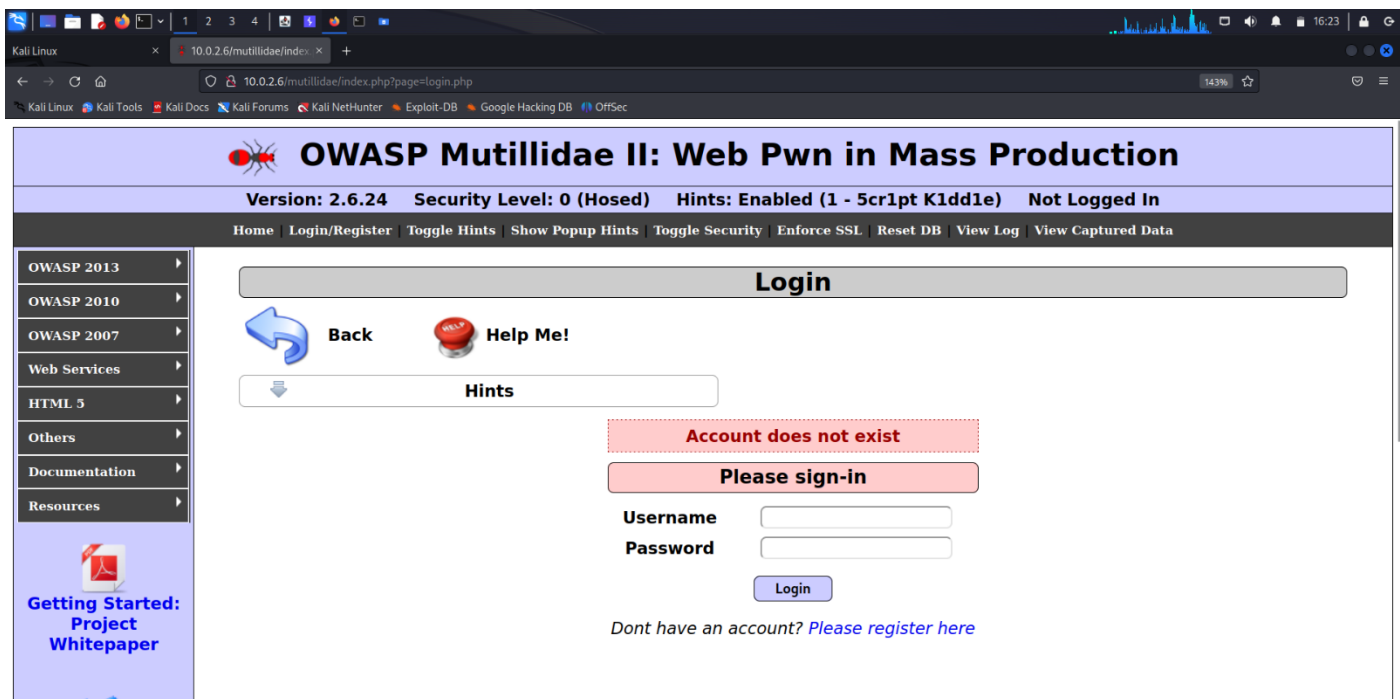 1 2 3 4 16:23
Kali Linux 10.0.2.6/mutillidae/index
10.0.2.6/mutillidae/index.php?page=login.php 143%
Kali Linux Kali Tools Kali Docs Kali Forums Kali NetHunter Exploit-DB Google Hacking DB OffSec
OWASP Mutillidae II: Web Pwn in Mass Production
Version: 2.6.24 Security Level: 0 (Hosed) Hints: Enabled (1 - 5cr1pt K1dd1e) Not Logged In
Home | Login/Register | Toggle Hints | Show Popup Hints | Toggle Security | Enforce SSL | Reset DB | View Log | View Captured Data
OWASP 2013
OWASP 2010
OWASP 2007
Web Services
HTML 5
Others
Documentation
Resources
Getting Started:
Project
Whitepaper
Login
Back HELP Help Me!
Hints
Account does not exist
Please sign-in
Username
Password
Login
Dont have an account? Please register here